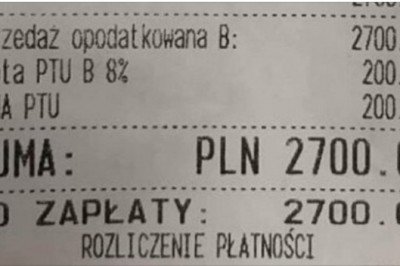 zedaż opodatkowana B: 2700.
ta PTU B 8% 200.
A PTU 200.
UMA: PLN 2700.
O ZAPŁATY: 2700.
ROZLICZENIE PŁATNOŚCI